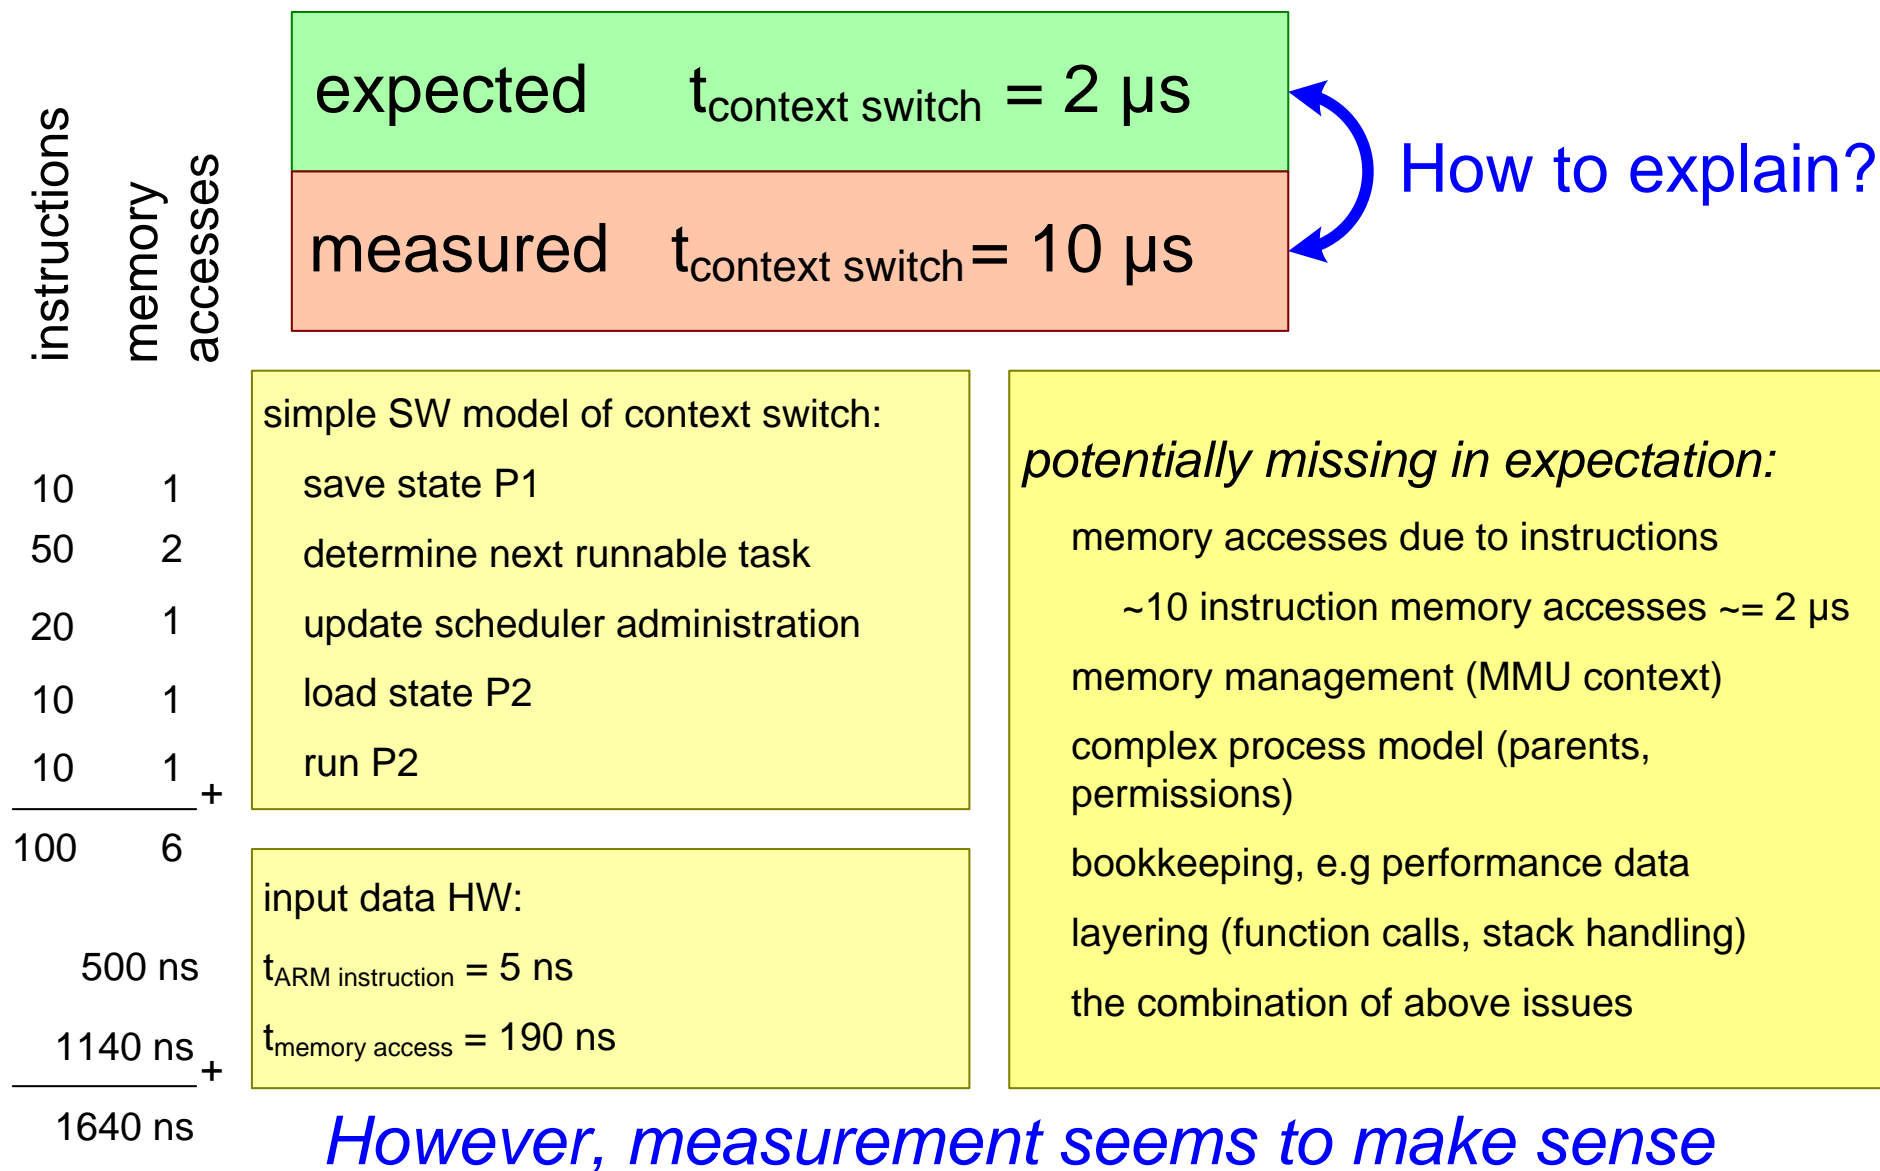 expected t context switch = 2 µs
measured t context switch = 10 µs
How to explain?
instructions
memory
accesses
simple SW model of context switch:
10 1 save state P1
50 2 determine next runnable task
20 1 update scheduler administration
10 1 load state P2
10 1 run P2
+
100 6
input data HW:
500 ns
t ARM instruction = 5 ns
1140 ns +
t memory access = 190 ns
1640 ns
potentially missing in expectation:
memory accesses due to instructions
~10 instruction memory accesses ~= 2 µs
memory management (MMU context)
complex process model (parents,
permissions)
bookkeeping, e.g performance data
layering (function calls, stack handling)
the combination of above issues
However, measurement seems to make sense